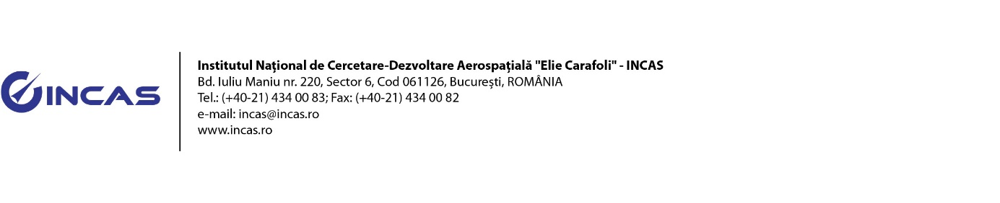 INCAS
Institutul Naţional de Cercetare-Dezvoltare Aerospaţială "Elie Carafoli" - INCAS
Bd. Iuliu Maniu nr. 220, Sector 6, Cod 061126, Bucureşti, ROMÂNIA
Tel.: (+40-21) 434 00 83; Fax: (+40-21) 434 00 82
e-mail: incas@incas.ro
www.incas.ro